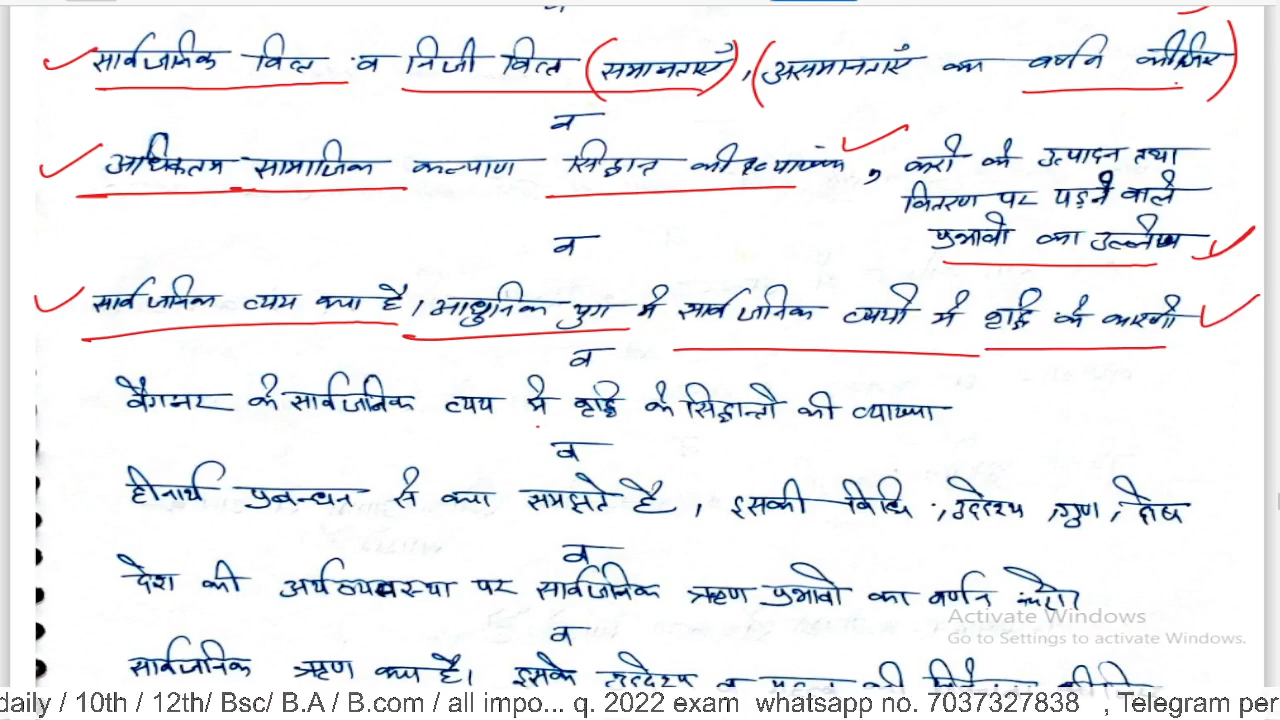 सार्वजनिक वित्त व निजी वित्त (समानताएँ), (असमानताएँ का वर्णन कीजिए)
व
अधिकतम सामाजिक कल्याण सिद्धान्त की व्याख्या, करो के उत्पादन तथा
वितरण पर पड़ने वाले
प्रभावो का उल्लेख
व
सार्वजनिक व्यय क्या है। आधुनिक युग मे सार्वजनिक व्ययो मे वृद्धि के कारणो
व
वैगनर के सार्वजनिक व्यय मे वृद्धि के सिद्धान्तो की व्याख्या
व
हीनार्थ प्रबन्धन से क्या समझते है, इसकी विधि, उददेश्य, गुण, दोष
व
देश की अर्थव्यवस्था पर सार्वजनिक ऋण प्रभावो का वर्णन करो।
व
सार्वजनिक ऋण क्या है। इसके उददेश्य व
Activate Windows
Go to Settings to activate Windows.
daily / 10th / 12th/ Bsc/ B.A / B.com / all impo... q. 2022 exam whatsapp no. 7037327838 , Telegram per